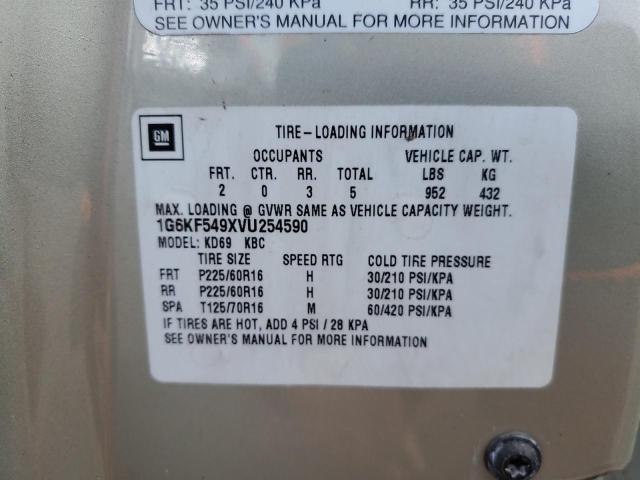 FRT: 35 PSI/240 KPa RR: 35 PSI/240 KPa
SEE OWNER'S MANUAL FOR MORE INFORMATION
GM TIRE-LOADING INFORMATION
OCCUPANTS VEHICLE CAP. WT.
FRT. CTR. RR. TOTAL LBS KG
2 0 3 5 952 432
MAX. LOADING @ GVWR SAME AS VEHICLE CAPACITY WEIGHT.
1G6KF549XVU254590
MODEL: KD69 KBC
TIRE SIZE SPEED RTG COLD TIRE PRESSURE
FRT P225/60R16 H 30/210 PSI/KPA
RR P225/60R16 H 30/210 PSI/KPA
SPA T125/70R16 M 60/420 PSI/KPA
IF TIRES ARE HOT, ADD 4 PSI / 28 KPA
SEE OWNER'S MANUAL FOR MORE INFORMATION